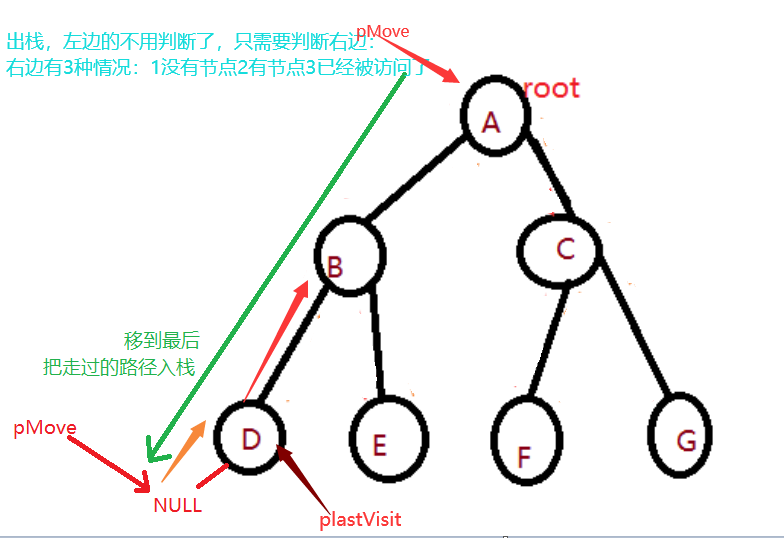 pMove
出栈，左边的不用判断了，只需要判断右边：
右边有3种情况：1没有节点2有节点3已经被访问了
root
A
B
C
移到最后
把走过的路径入栈
pMove
D
E
F
G
NULL
plastVisit